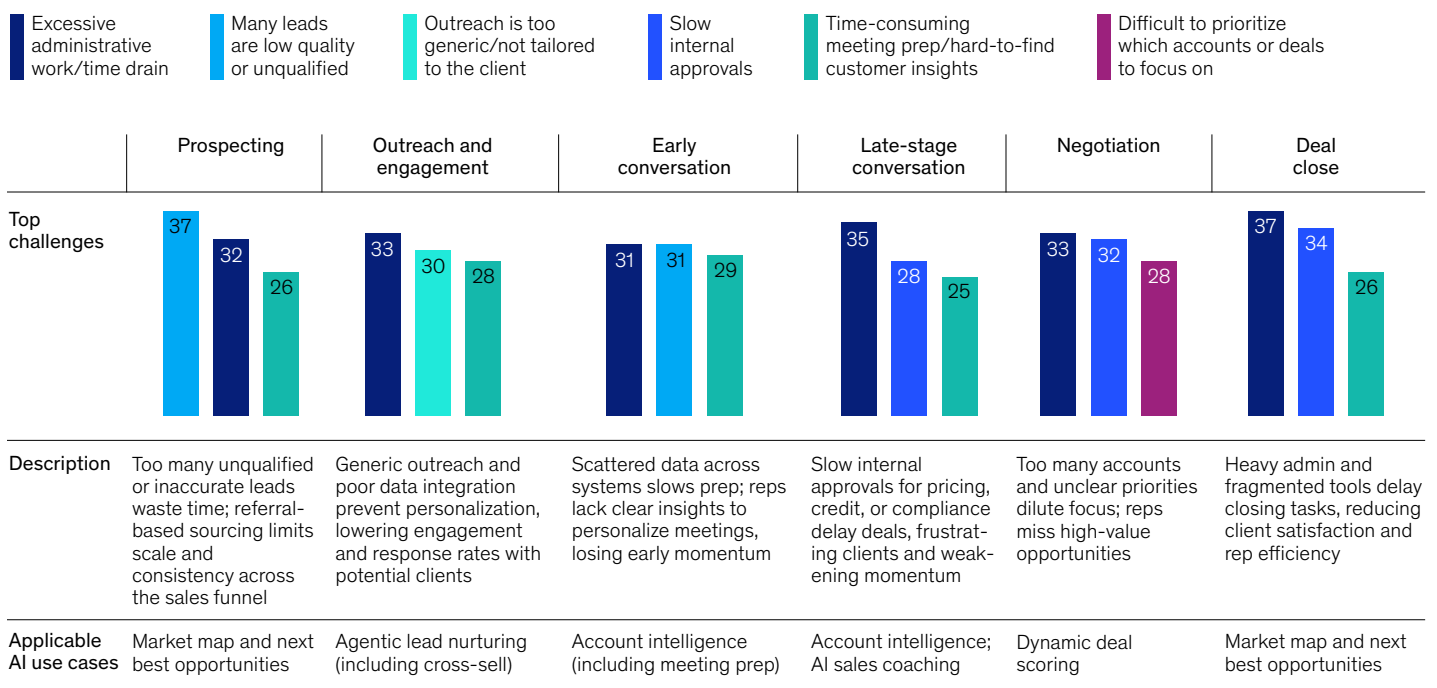 Excessive
administrative
work/time drain
Many leads
are low quality
or unqualified
Outreach is too
generic/not tailored
to the client
Slow
internal
approvals
Time-consuming
meeting prep/hard-to-find
customer insights
Difficult to prioritize
which accounts or deals
to focus on
Prospecting
Outreach and
engagement
Early
conversation
Late-stage
conversation
Negotiation
Deal
close
Top
challenges
37
32
26
33
30
28
31
31
29
35
28
25
33
32
28
37
34
26
Description
Too many unqualified
or inaccurate leads
waste time; referral-
based sourcing limits
scale and
consistency across
the sales funnel
Generic outreach and
poor data integration
prevent personalization,
lowering engagement
and response rates with
potential clients
Scattered data across
systems slows prep; reps
lack clear insights to
personalize meetings,
losing early momentum
Slow internal
approvals for pricing,
credit, or compliance
delay deals, frustrat-
ing clients and weak-
ening momentum
Too many accounts
and unclear priorities
dilute focus; reps
miss high-value
opportunities
Heavy admin and
fragmented tools delay
closing tasks, reducing
client satisfaction and
rep efficiency
Applicable
AI use cases
Market map and next
best opportunities
Agentic lead nurturing
(including cross-sell)
Account intelligence
(including meeting prep)
Account intelligence;
AI sales coaching
Dynamic deal
scoring
Market map and next
best opportunities